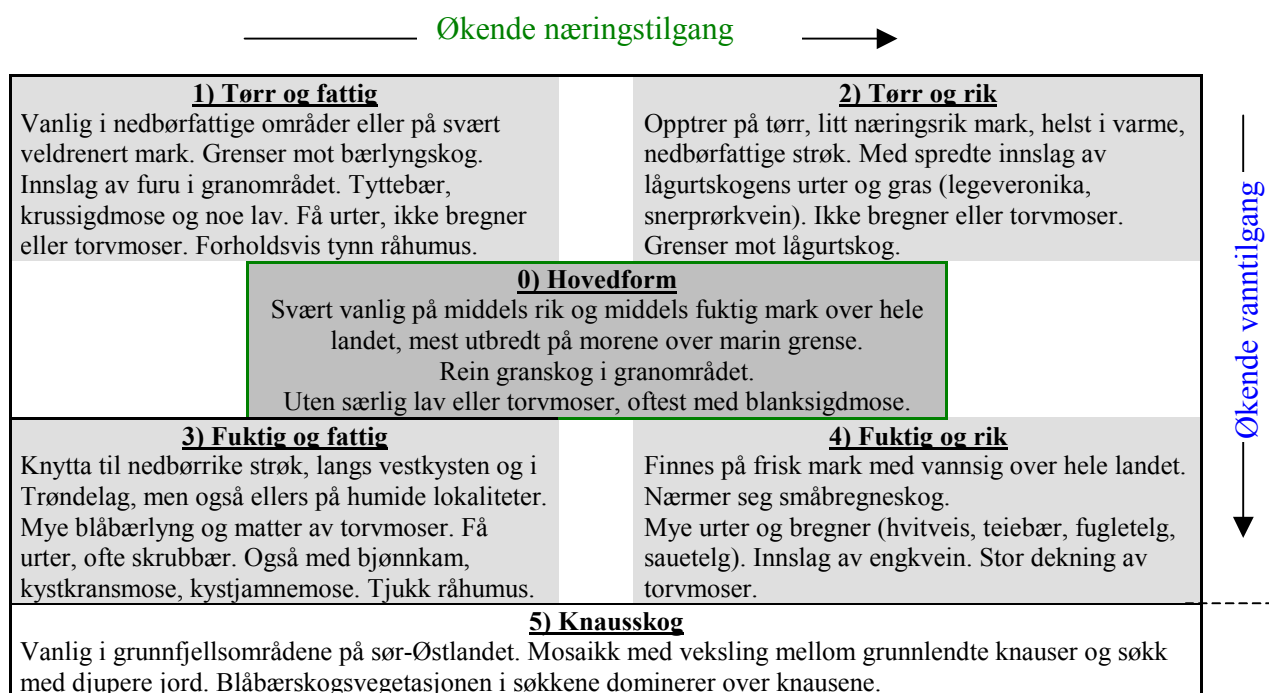 Økende næringstilgang
1) Tørr og fattig
Vanlig i nedbørfattige områder eller på svært
veldrenert mark. Grenser mot bærlyngskog.
Innslag av furu i granområdet. Tyttebær,
krussigdmose og noe lav. Få urter, ikke bregner
eller torvmoser. Forholdsvis tynn råhumus.
2) Tørr og rik
Opptrer på tørr, litt næringsrik mark, helst i varme,
nedbørfattige strøk. Med spredte innslag av
lågurtskogens urter og gras (legeveronika,
snerprørkvein). Ikke bregner eller torvmoser.
Grenser mot lågurtskog.
0) Hovedform
Svært vanlig på middels rik og middels fuktig mark over hele
landet, mest utbredt på morene over marin grense.
Rein granskog i granområdet.
Uten særlig lav eller torvmoser, oftest med blanksigdmose.
3) Fuktig og fattig
Knytta til nedbørrike strøk, langs vestkysten og i
Trøndelag, men også ellers på humide lokaliteter.
Mye blåbærlyng og matter av torvmoser. Få
urter, ofte skrubbær. Også med bjønnkam,
kystkransmose, kystjamnemose. Tjukk råhumus.
4) Fuktig og rik
Finnes på frisk mark med vannsig over hele landet.
Nærmer seg småbregneskog.
Mye urter og bregner (hvitveis, teiebær, fugletelg,
sauetelg). Innslag av engkvein. Stor dekning av
torvmoser.
5) Knausskog
Vanlig i grunnfjellsområdene på sør-Østlandet. Mosaikk med veksling mellom grunnlendte knauser og søkk
med djupere jord. Blåbærskogsvegetasjonen i søkkene dominerer over knausene.
Økende vanntilgang